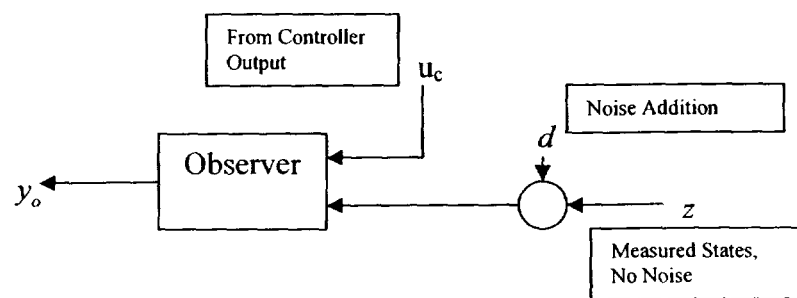 From Controller
Output
u_c
Noise Addition
d
Observer
y_o
z
Measured States,
No Noise